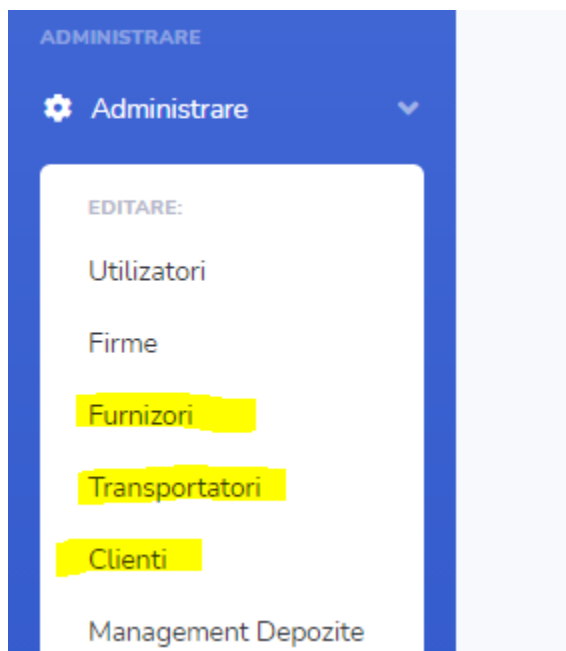 ADMINISTRARE
Administrare
EDITARE:
Utilizatori
Firme
Furnizori
Transportatori
Clienti
Management Depozite